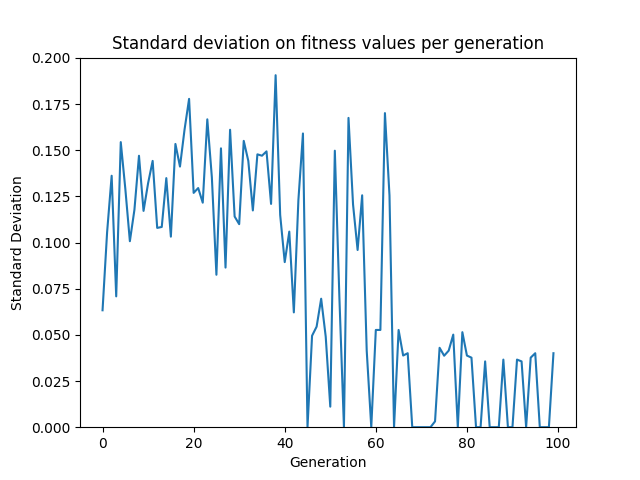 Standard deviation on fitness values per generation
0.200
0.175
0.150
0.125
0.100
0.075
0.050
0.025
0.000
Standard Deviation
0 20 40 60 80 100
Generation